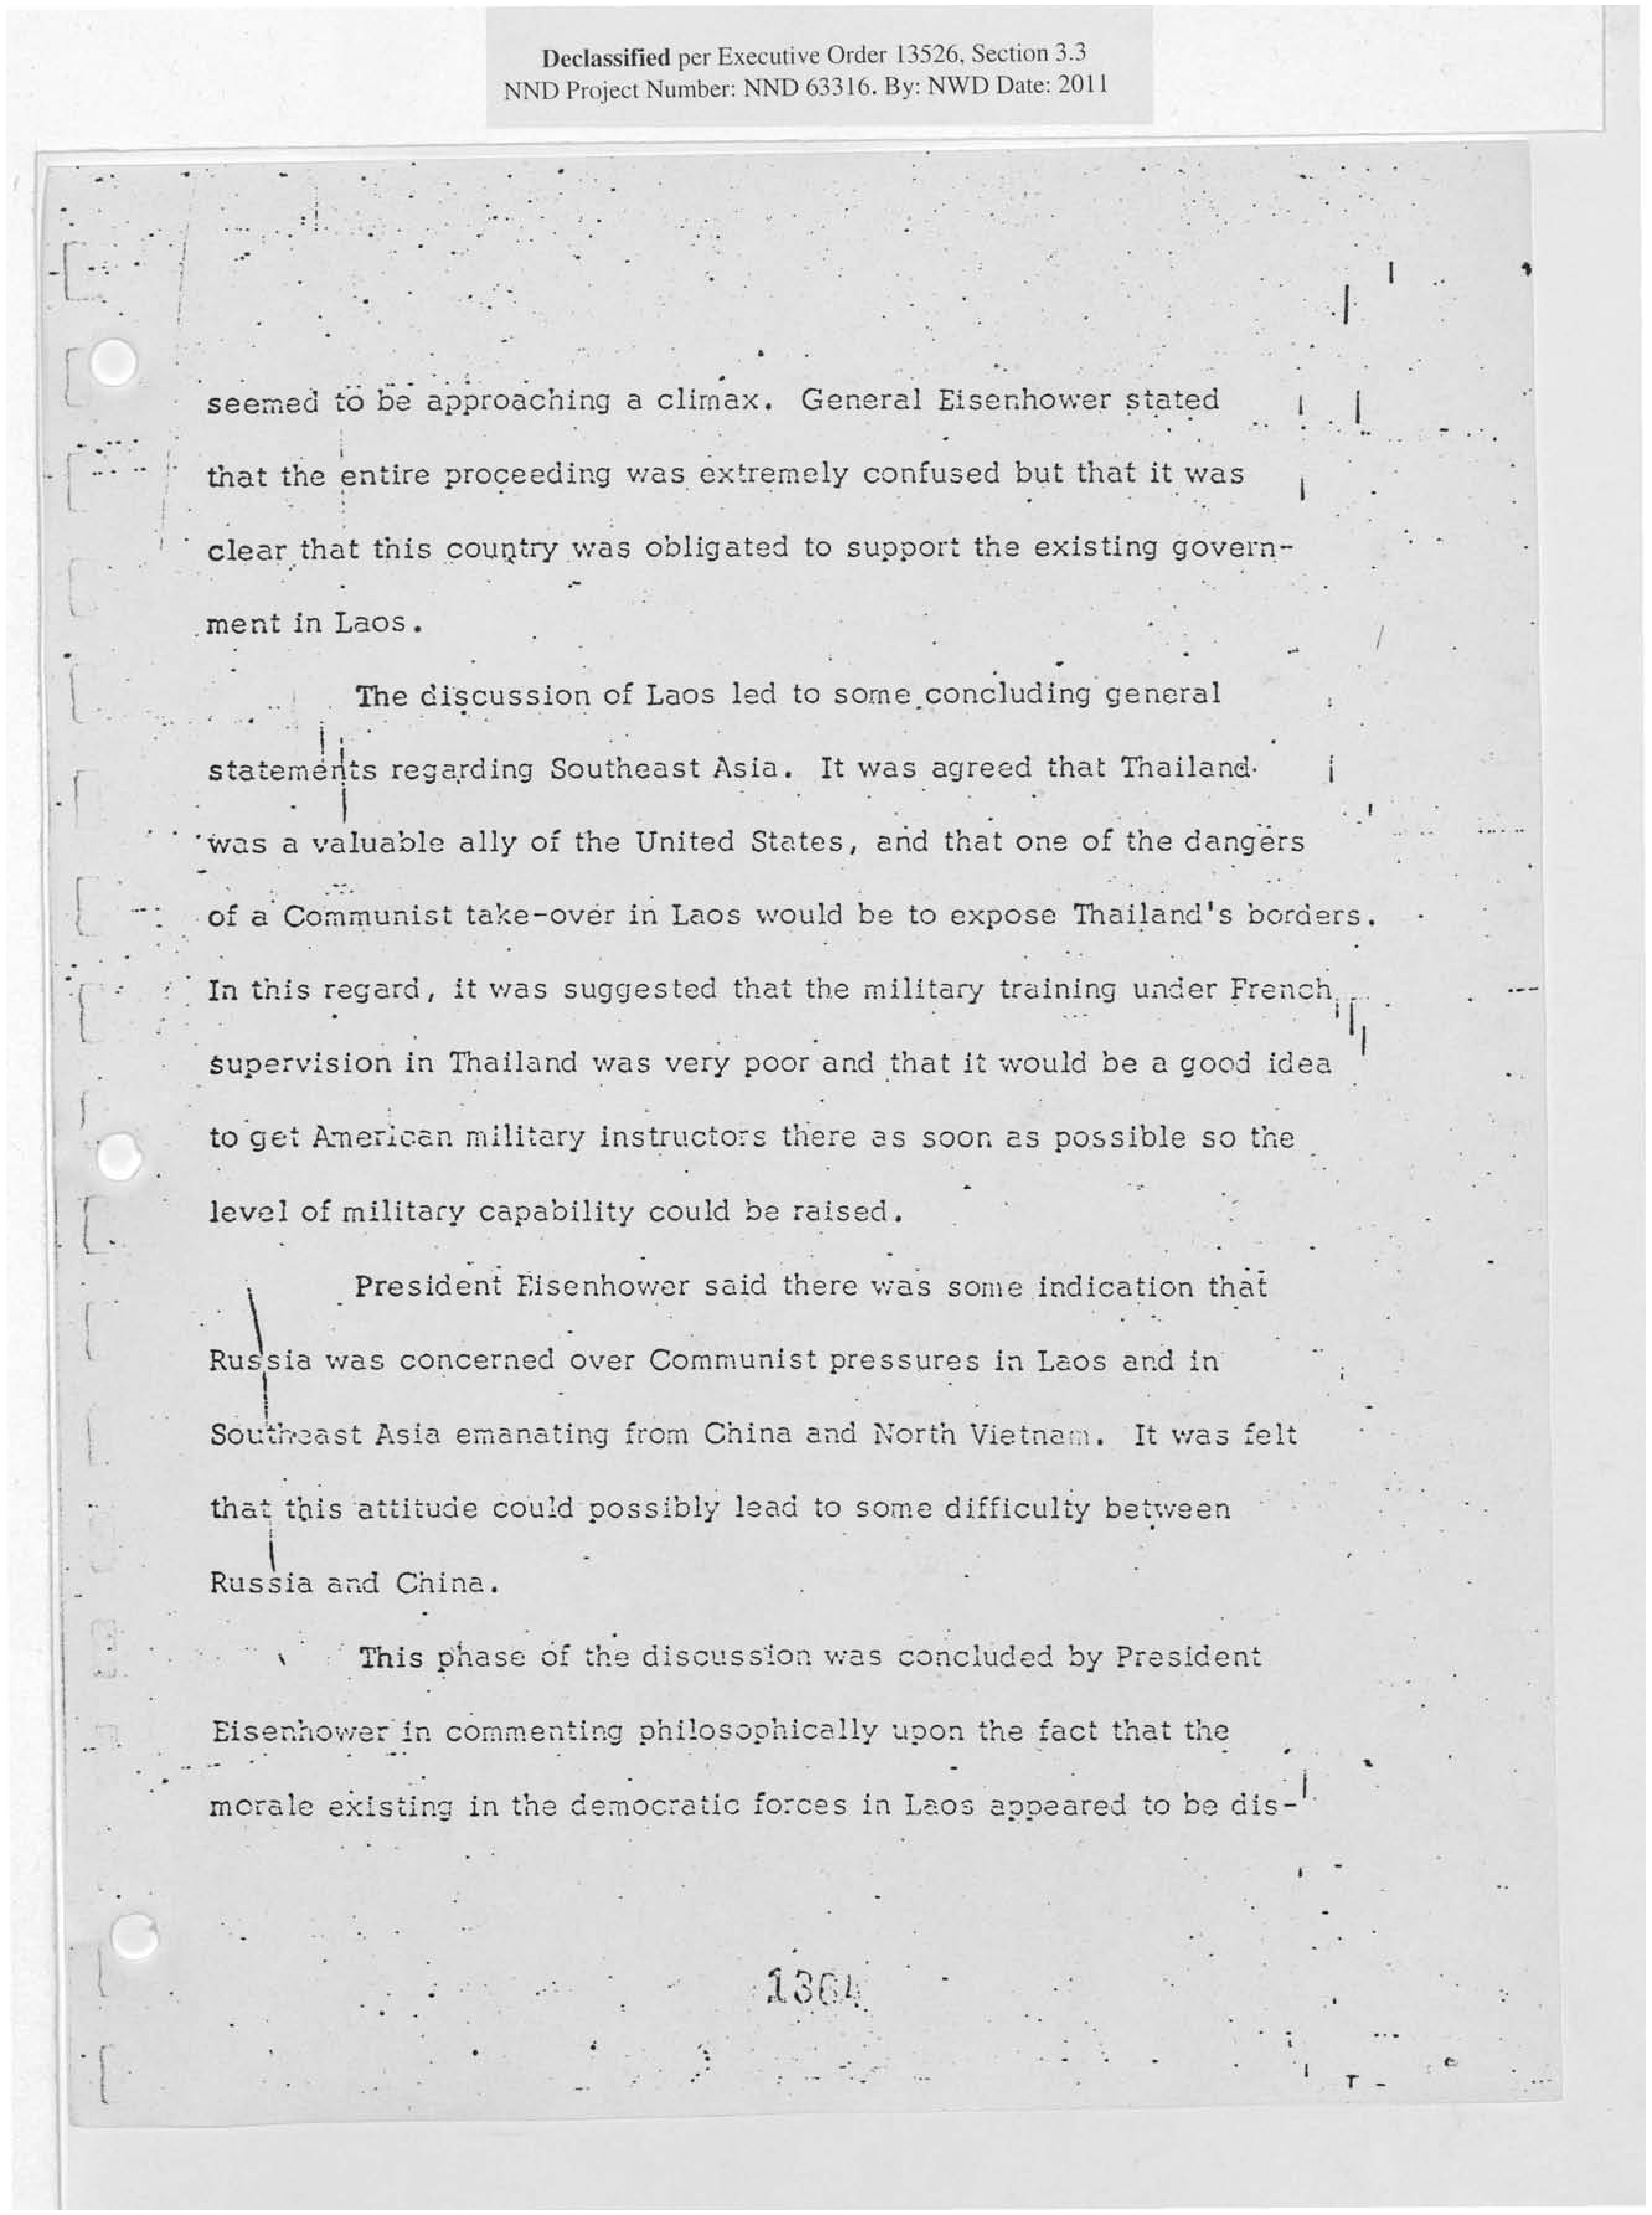 Declassified per Executive Order 13526, Section 3.3
NND Project Number: NND 63316. By: NWD Date: 2011
seemed to be approaching a climax. General Eisenhower stated
that the entire proceeding was extremely confused but that it was
clear that this country was obligated to support the existing govern-
ment in Laos.
The discussion of Laos led to some concluding general
statements regarding Southeast Asia. It was agreed that Thailand
was a valuable ally of the United States, and that one of the dangers
of a Communist take-over in Laos would be to expose Thailand's borders.
In this regard, it was suggested that the military training under French
supervision in Thailand was very poor and that it would be a good idea
to get American military instructors there as soon as possible so the
level of military capability could be raised.
President Eisenhower said there was some indication that
Russia was concerned over Communist pressures in Laos and in
Southeast Asia emanating from China and North Vietnam. It was felt
that this attitude could possibly lead to some difficulty between
Russia and China.
This phase of the discussion was concluded by President
Eisenhower in commenting philosophically upon the fact that the
morale existing in the democratic forces in Laos appeared to be dis-
1364